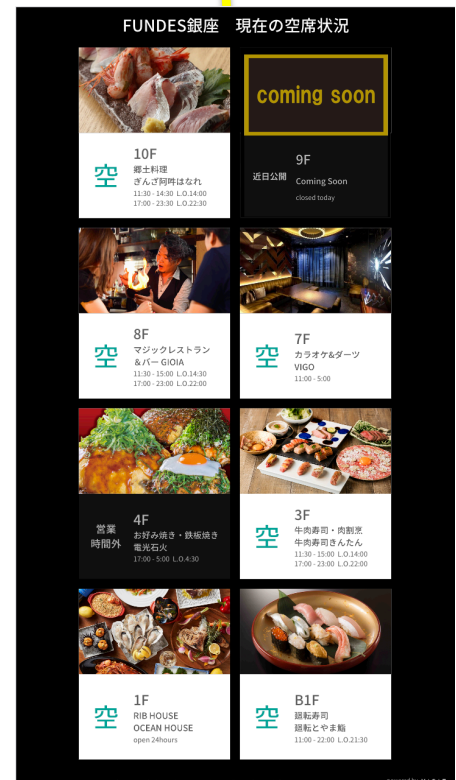 FUNDES銀座　現在の空席状況
空
10F
郷土料理
ぎんざ阿吽はなれ
11:30 - 14:30 L.O.14:00
17:00 - 23:30 L.O.22:30
coming soon
近日公開
9F
Coming Soon
closed today
空
8F
マジックレストラン
＆バー GIOIA
11:30 - 15:00 L.O.14:30
17:00 - 23:00 L.O.22:00
空
7F
カラオケ&ダーツ
VIGO
11:00 - 5:00
営業
時間外
4F
お好み焼き・鉄板焼き
電光石火
17:00 - 5:00 L.O.4:30
空
3F
牛肉寿司・肉割烹
牛肉寿司きんたん
11:30 - 15:00 L.O.14:00
17:00 - 23:00 L.O.22:00
空
1F
RIB HOUSE
OCEAN HOUSE
open 24hours
空
B1F
廻転寿司
廻転とやま鮨
11:00 - 22:00 L.O.21:30